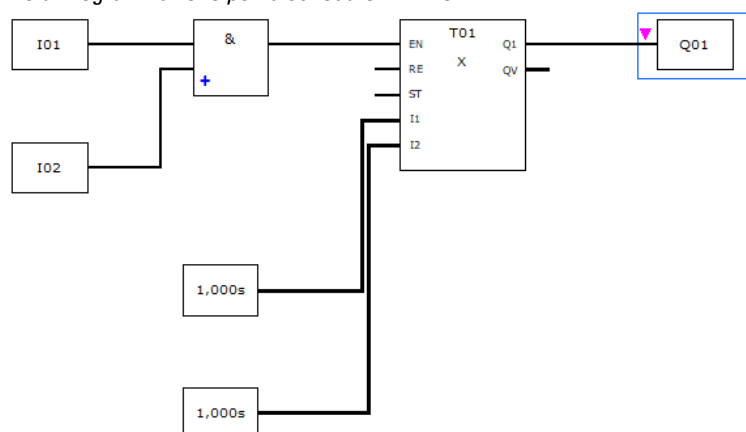 I01
&
+
I02
T01
X
EN
RE
ST
I1
I2
Q1
QV
Q01
1,000s
1,000s